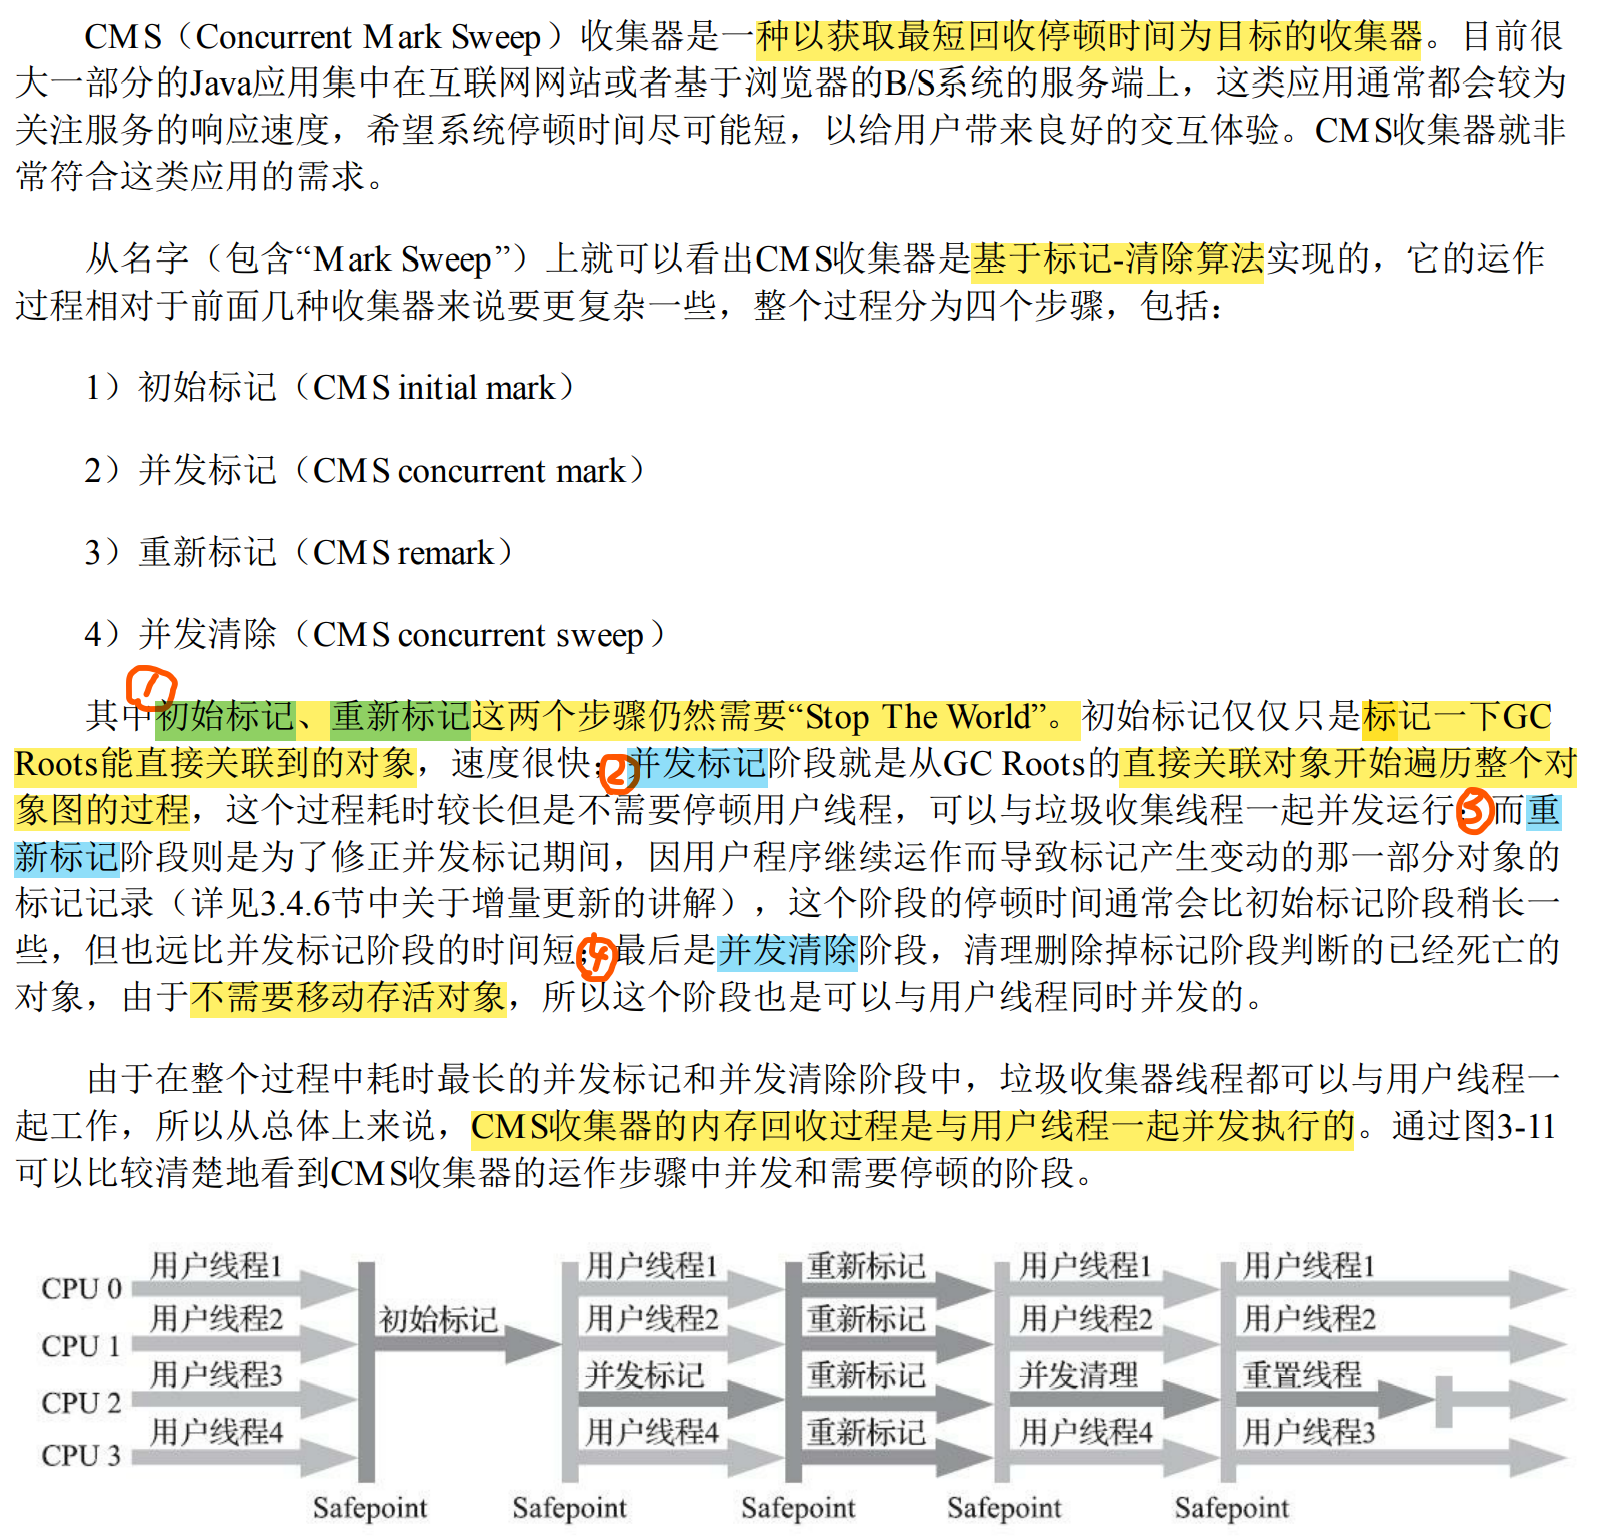 CMS（Concurrent Mark Sweep）收集器是一种以获取最短回收停顿时间为目标的收集器。目前很
大一部分的Java应用集中在互联网网站或者基于浏览器的B/S系统的服务端上，这类应用通常都会较为
关注服务的响应速度，希望系统停顿时间尽可能短，以给用户带来良好的交互体验。CMS收集器就非
常符合这类应用的需求。
从名字（包含“Mark Sweep”）上就可以看出CMS收集器是基于标记-清除算法实现的，它的运作
过程相对于前面几种收集器来说要更复杂一些，整个过程分为四个步骤，包括：
1）初始标记（CMS initial mark）
2）并发标记（CMS concurrent mark）
3）重新标记（CMS remark）
4）并发清除（CMS concurrent sweep）
1
其中初始标记、重新标记这两个步骤仍然需要“Stop The World”。初始标记仅仅只是标记一下GC
Roots能直接关联到的对象，速度很快；2并发标记阶段就是从GC Roots的直接关联对象开始遍历整个对
象图的过程，这个过程耗时较长但是不需要停顿用户线程，可以与垃圾收集线程一起并发运行；3而重
新标记阶段则是为了修正并发标记期间，因用户程序继续运作而导致标记产生变动的那一部分对象的
标记记录（详见3.4.6节中关于增量更新的讲解），这个阶段的停顿时间通常会比初始标记阶段稍长一
些，但也远比并发标记阶段的时间短；4最后是并发清除阶段，清理删除掉标记阶段判断的已经死亡的
对象，由于不需要移动存活对象，所以这个阶段也是可以与用户线程同时并发的。
由于在整个过程中耗时最长的并发标记和并发清除阶段中，垃圾收集器线程都可以与用户线程一
起工作，所以从总体上来说，CMS收集器的内存回收过程是与用户线程一起并发执行的。通过图3-11
可以比较清楚地看到CMS收集器的运作步骤中并发和需要停顿的阶段。
CPU 0 用户线程1 用户线程1 重新标记 用户线程1 用户线程1
CPU 1 用户线程2 初始标记 用户线程2 重新标记 用户线程2 用户线程2
CPU 2 用户线程3 并发标记 重新标记 并发清理 重置线程
CPU 3 用户线程4 用户线程4 重新标记 用户线程4 用户线程3
Safepoint Safepoint Safepoint Safepoint Safepoint